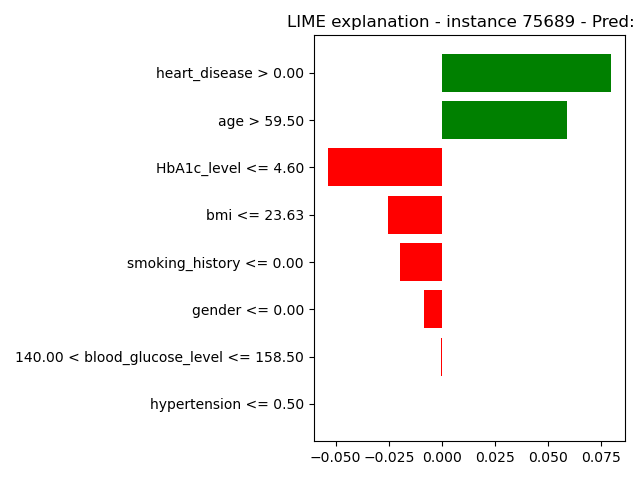 LIME explanation - instance 75689 - Pred:
heart_disease > 0.00
age > 59.50
HbA1c_level <= 4.60
bmi <= 23.63
smoking_history <= 0.00
gender <= 0.00
140.00 < blood_glucose_level <= 158.50
hypertension <= 0.50
−0.050 −0.025 0.000 0.025 0.050 0.075